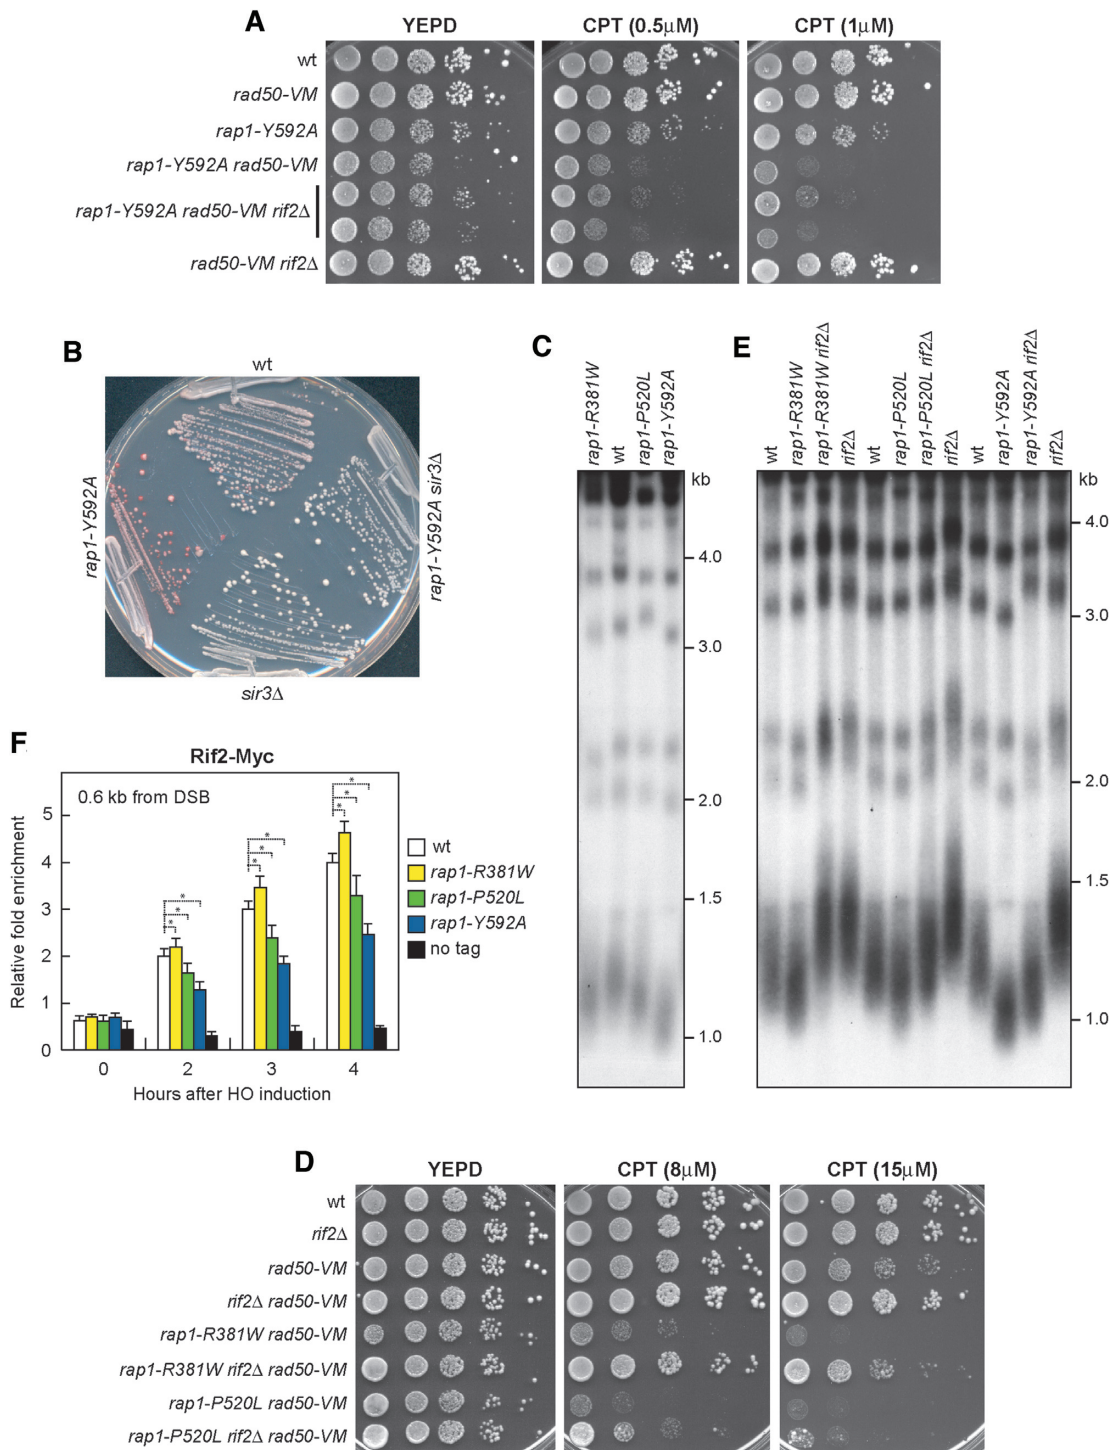 A
YEPD
CPT (0.5μM)
CPT (1μM)
wt
rad50-VM
rap1-Y592A
rap1-Y592A rad50-VM
rap1-Y592A rad50-VM rif2Δ
rad50-VM rif2Δ
B
wt
rap1-Y592A
rap1-Y592A sir3Δ
sir3Δ
C
rap1-R381W
wt
rap1-P520L
rap1-Y592A
kb
4.0
3.0
2.0
1.5
1.0
E
wt
rap1-R381W
rap1-R381W rif2Δ
rif2Δ
wt
rap1-P520L
rap1-P520L rif2Δ
rif2Δ
wt
rap1-Y592A
rap1-Y592A rif2Δ
rif2Δ
kb
4.0
3.0
2.0
1.5
1.0
F
Rif2-Myc
0.6 kb from DSB
Relative fold enrichment
5
4
3
2
1
0
* * *
* * *
* * *
0 2 3 4
Hours after HO induction
wt
rap1-R381W
rap1-P520L
rap1-Y592A
no tag
D
YEPD
CPT (8μM)
CPT (15μM)
wt
rif2Δ
rad50-VM
rif2Δ rad50-VM
rap1-R381W rad50-VM
rap1-R381W rif2Δ rad50-VM
rap1-P520L rad50-VM
rap1-P520L rif2Δ rad50-VM